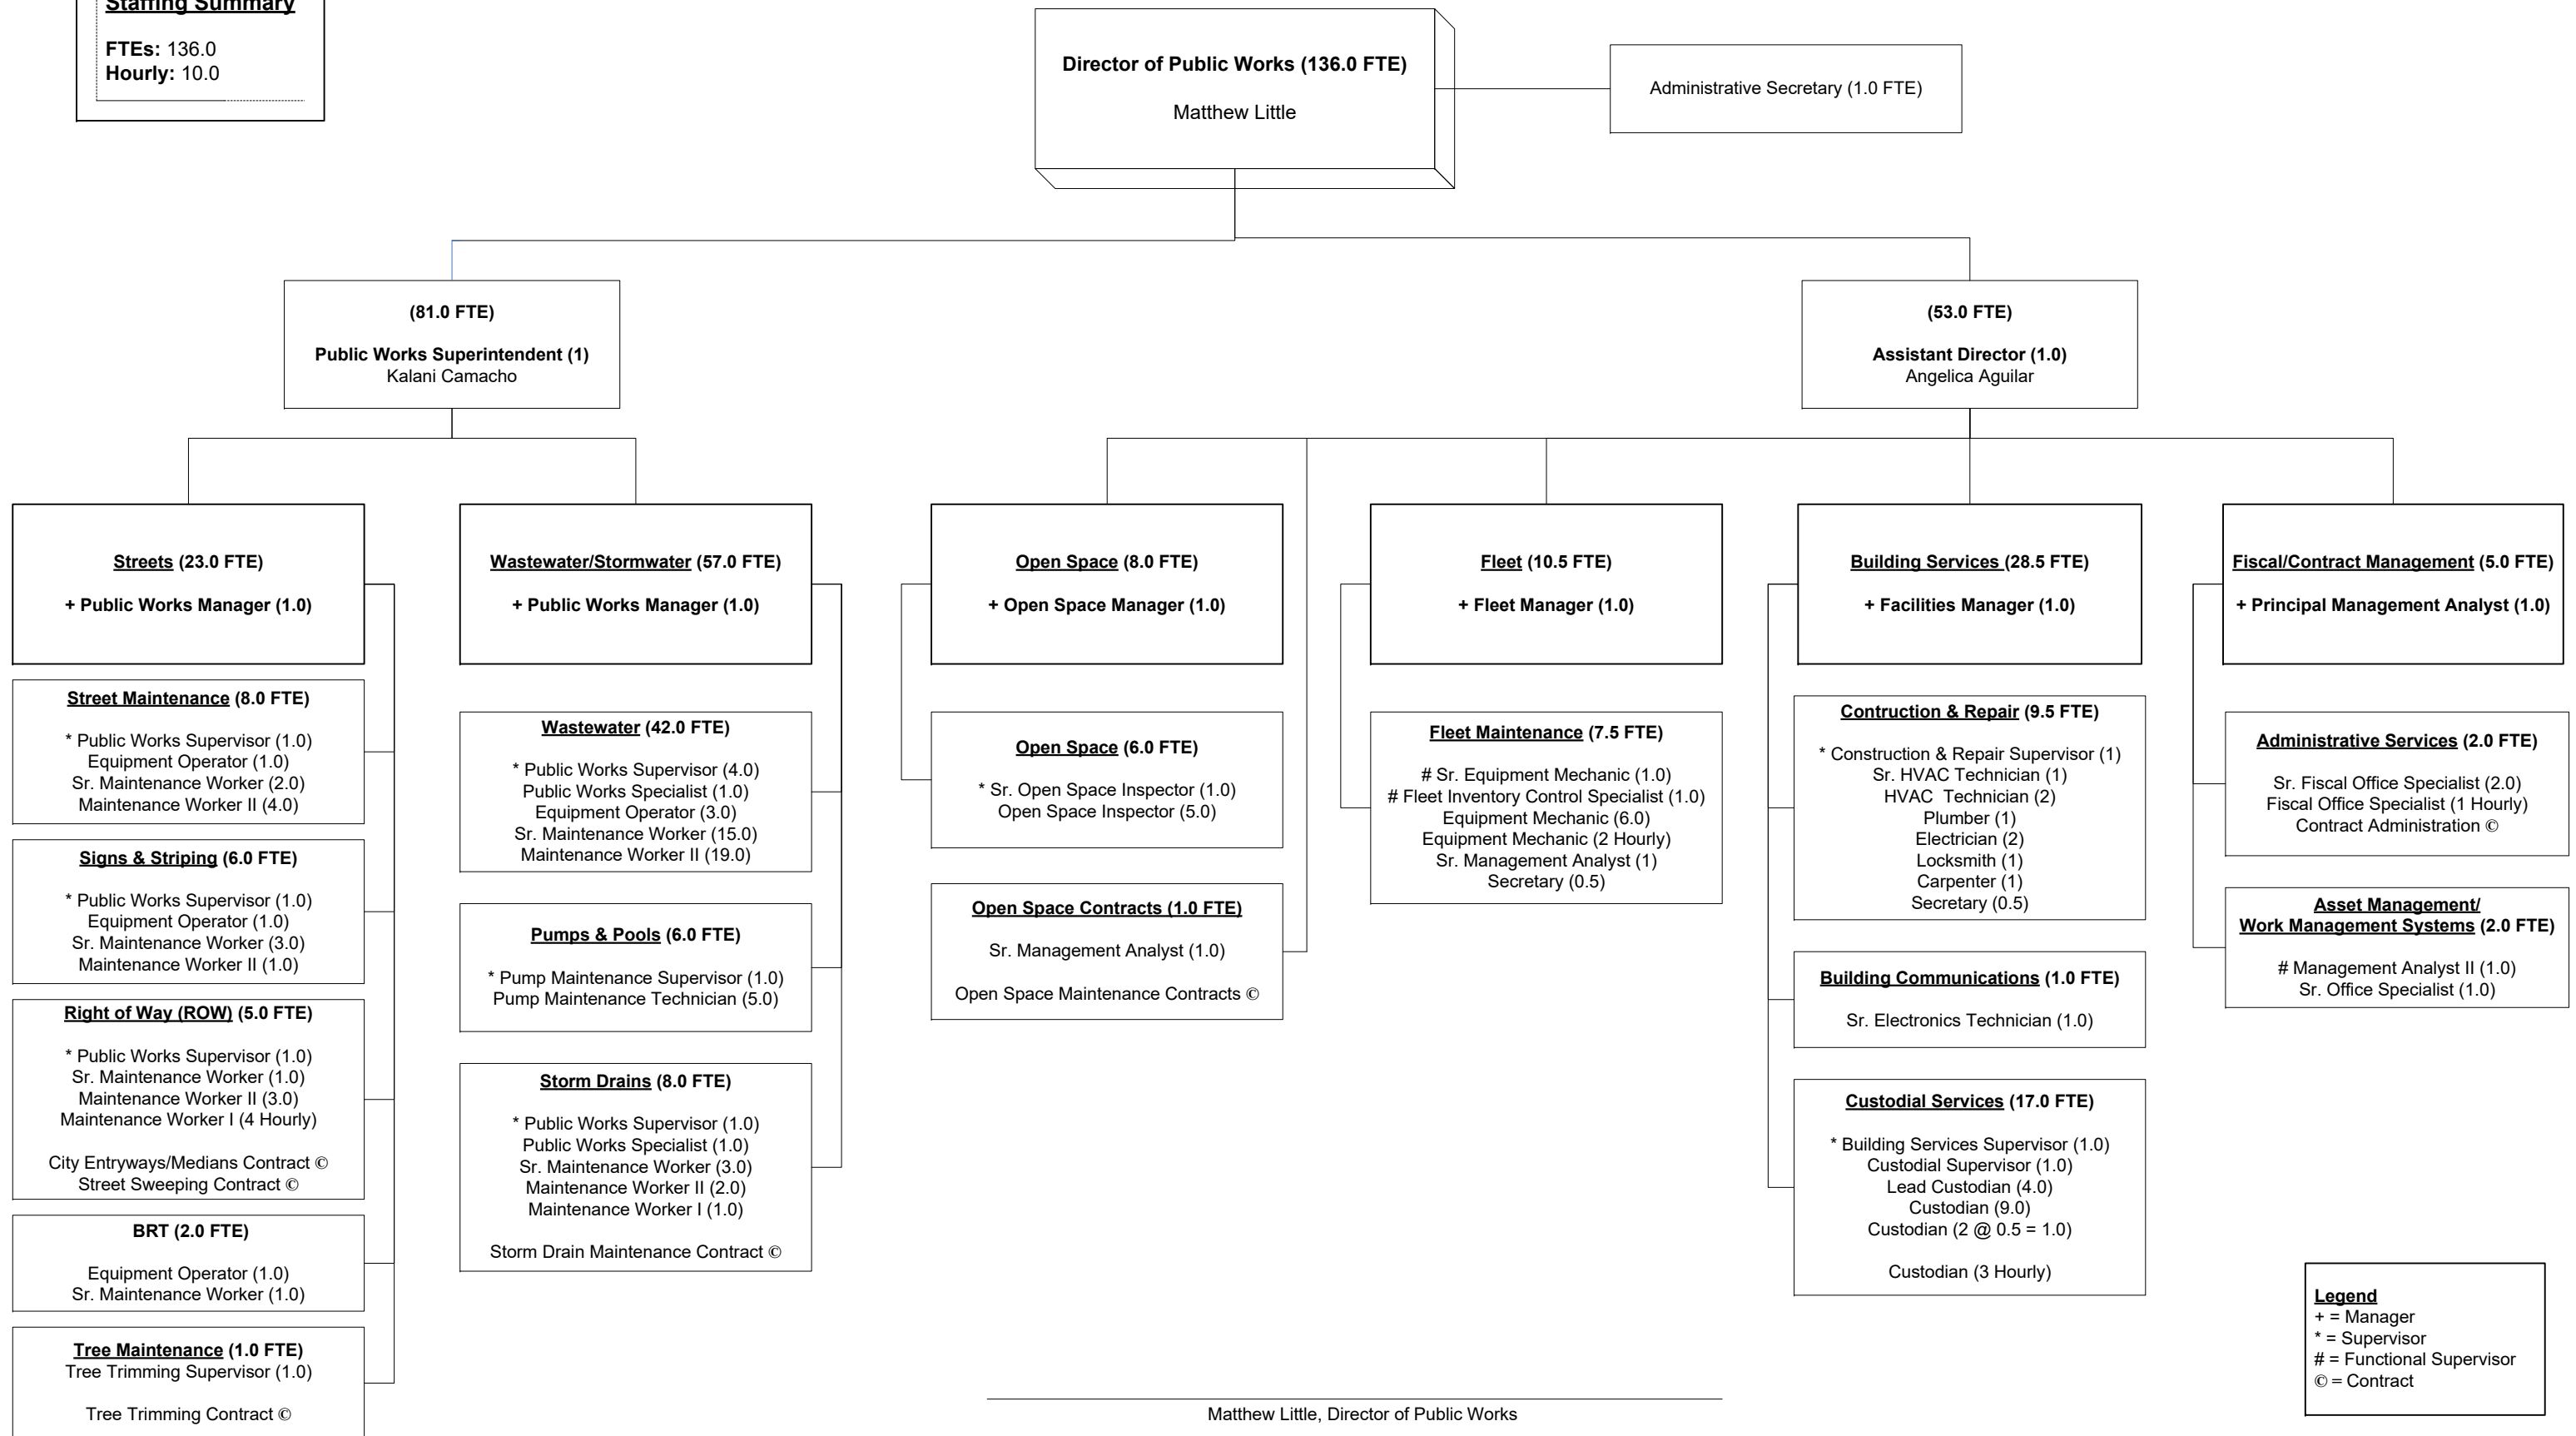 Staffing Summary
FTEs: 136.0
Hourly: 10.0
Director of Public Works (136.0 FTE)
Matthew Little
Administrative Secretary (1.0 FTE)
(81.0 FTE)
Public Works Superintendent (1)
Kalani Camacho
(53.0 FTE)
Assistant Director (1.0)
Angelica Aguilar
Streets (23.0 FTE)
+ Public Works Manager (1.0)
Street Maintenance (8.0 FTE)
* Public Works Supervisor (1.0)
Equipment Operator (1.0)
Sr. Maintenance Worker (2.0)
Maintenance Worker II (4.0)
Signs & Striping (6.0 FTE)
* Public Works Supervisor (1.0)
Equipment Operator (1.0)
Sr. Maintenance Worker (3.0)
Maintenance Worker II (1.0)
Right of Way (ROW) (5.0 FTE)
* Public Works Supervisor (1.0)
Sr. Maintenance Worker (1.0)
Maintenance Worker II (3.0)
Maintenance Worker I (4 Hourly)
City Entryways/Medians Contract ©
Street Sweeping Contract ©
BRT (2.0 FTE)
Equipment Operator (1.0)
Sr. Maintenance Worker (1.0)
Tree Maintenance (1.0 FTE)
Tree Trimming Supervisor (1.0)
Tree Trimming Contract ©
Wastewater/Stormwater (57.0 FTE)
+ Public Works Manager (1.0)
Wastewater (42.0 FTE)
* Public Works Supervisor (4.0)
Public Works Specialist (1.0)
Equipment Operator (3.0)
Sr. Maintenance Worker (15.0)
Maintenance Worker II (19.0)
Pumps & Pools (6.0 FTE)
* Pump Maintenance Supervisor (1.0)
Pump Maintenance Technician (5.0)
Storm Drains (8.0 FTE)
* Public Works Supervisor (1.0)
Public Works Specialist (1.0)
Sr. Maintenance Worker (3.0)
Maintenance Worker II (2.0)
Maintenance Worker I (1.0)
Storm Drain Maintenance Contract ©
Open Space (8.0 FTE)
+ Open Space Manager (1.0)
Open Space (6.0 FTE)
* Sr. Open Space Inspector (1.0)
Open Space Inspector (5.0)
Open Space Contracts (1.0 FTE)
Sr. Management Analyst (1.0)
Open Space Maintenance Contracts ©
Fleet (10.5 FTE)
+ Fleet Manager (1.0)
Fleet Maintenance (7.5 FTE)
# Sr. Equipment Mechanic (1.0)
# Fleet Inventory Control Specialist (1.0)
Equipment Mechanic (6.0)
Equipment Mechanic (2 Hourly)
Sr. Management Analyst (1)
Secretary (0.5)
Building Services (28.5 FTE)
+ Facilities Manager (1.0)
Contruction & Repair (9.5 FTE)
* Construction & Repair Supervisor (1)
Sr. HVAC Technician (1)
HVAC Technician (2)
Plumber (1)
Electrician (2)
Locksmith (1)
Carpenter (1)
Secretary (0.5)
Building Communications (1.0 FTE)
Sr. Electronics Technician (1.0)
Custodial Services (17.0 FTE)
* Building Services Supervisor (1.0)
Custodial Supervisor (1.0)
Lead Custodian (4.0)
Custodian (9.0)
Custodian (2 @ 0.5 = 1.0)
Custodian (3 Hourly)
Fiscal/Contract Management (5.0 FTE)
+ Principal Management Analyst (1.0)
Administrative Services (2.0 FTE)
Sr. Fiscal Office Specialist (2.0)
Fiscal Office Specialist (1 Hourly)
Contract Administration ©
Asset Management/
Work Management Systems (2.0 FTE)
# Management Analyst II (1.0)
Sr. Office Specialist (1.0)
Legend
+ = Manager
* = Supervisor
# = Functional Supervisor
© = Contract
Matthew Little, Director of Public Works